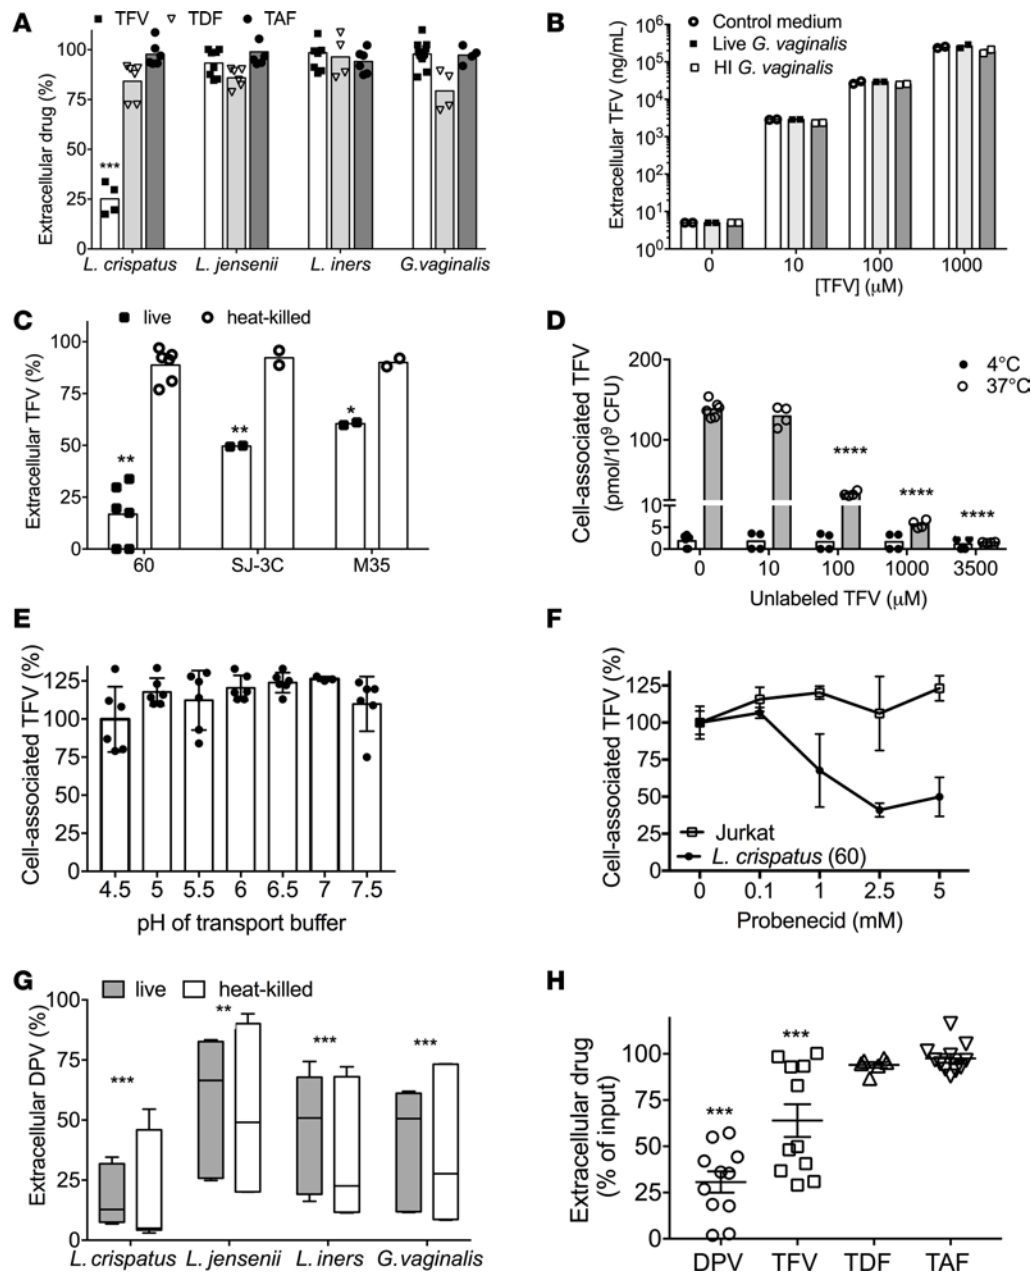 A
TFV TDF TAF
Extracellular drug (%)
100
75
50
25
0
***
L. crispatus L. jensenii L. iners G.vaginalis
B
Control medium
Live G. vaginalis
HI G. vaginalis
Extracellular TFV (ng/mL)
10^6
10^5
10^4
10^3
10^2
10^1
10^0
0 10 100 1000
[TFV] (μM)
C
live heat-killed
Extracellular TFV (%)
100
75
50
25
0
** ** *
60 SJ-3C M35
D
4°C
37°C
Cell-associated TFV
(pmol/10^9 CFU)
200
100
10
5
0
**** **** ****
0 10 100 1000 3500
Unlabeled TFV (μM)
E
Cell-associated TFV (%)
125
100
75
50
25
0
4.5 5 5.5 6 6.5 7 7.5
pH of transport buffer
F
Cell-associated TFV (%)
125
100
75
50
25
0
Jurkat
L. crispatus (60)
0 0.1 1 2.5 5
Probenecid (mM)
G
live heat-killed
Extracellular DPV (%)
100
75
50
25
0
*** ** *** ***
L. crispatus L. jensenii L. iners G.vaginalis
H
Extracellular drug
(% of input)
100
75
50
25
0
*** ***
DPV TFV TDF TAF